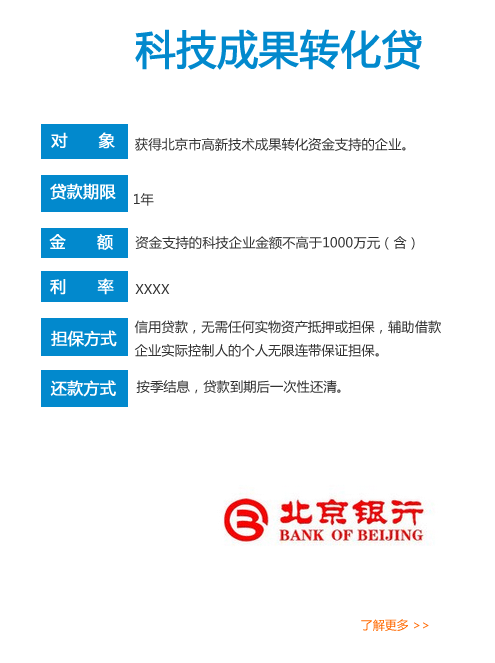 科技成果转化贷
对 象 获得北京市高新技术成果转化资金支持的企业。
贷款期限 1年
金 额 资金支持的科技企业金额不高于1000万元（含）
利 率 XXXX
担保方式 信用贷款，无需任何实物资产抵押或担保，辅助借款
企业实际控制人的个人无限连带保证担保。
还款方式 按季结息，贷款到期后一次性还清。
北京银行
BANK OF BEIJING
了解更多 >>